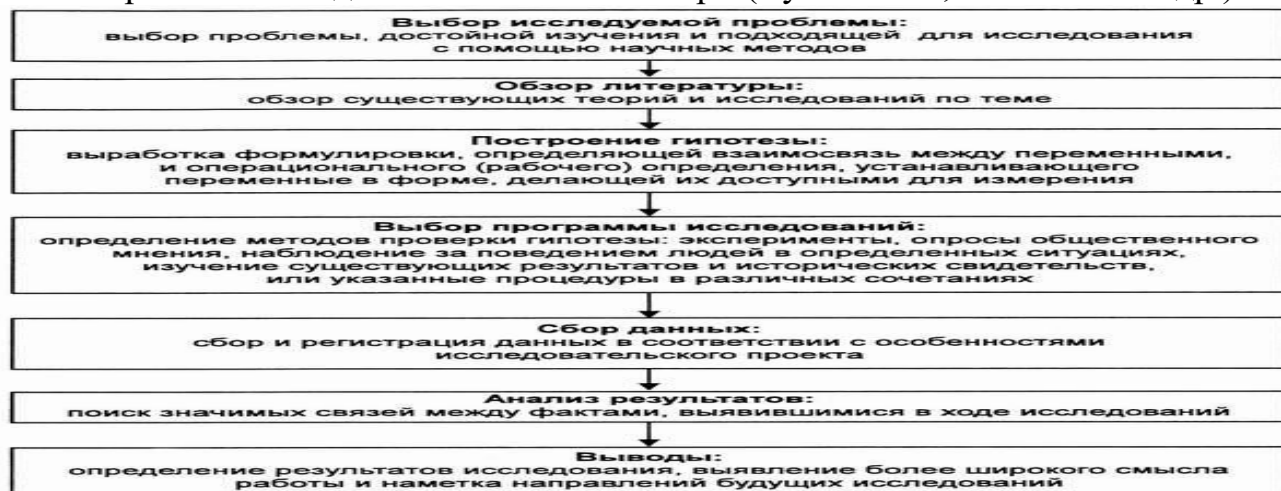 Выбор исследуемой проблемы:
выбор проблемы, достойной изучения и подходящей для исследования
с помощью научных методов
Обзор литературы:
обзор существующих теорий и исследований по теме
Построение гипотезы:
выработка формулировки, определяющей взаимосвязь между переменными,
и операционального (рабочего) определения, устанавливающего
переменные в форме, делающей их доступными для измерения
Выбор программы исследований:
определение методов проверки гипотезы: эксперименты, опросы общественного
мнения, наблюдение за поведением людей в определенных ситуациях,
изучение существующих результатов и исторических свидетельств,
или указанные процедуры в различных сочетаниях
Сбор данных:
сбор и регистрация данных в соответствии с особенностями
исследовательского проекта
Анализ результатов:
поиск значимых связей между фактами, выявившимися в ходе исследований
Выводы:
определение результатов исследования, выявление более широкого смысла
работы и наметка направлений будущих исследований